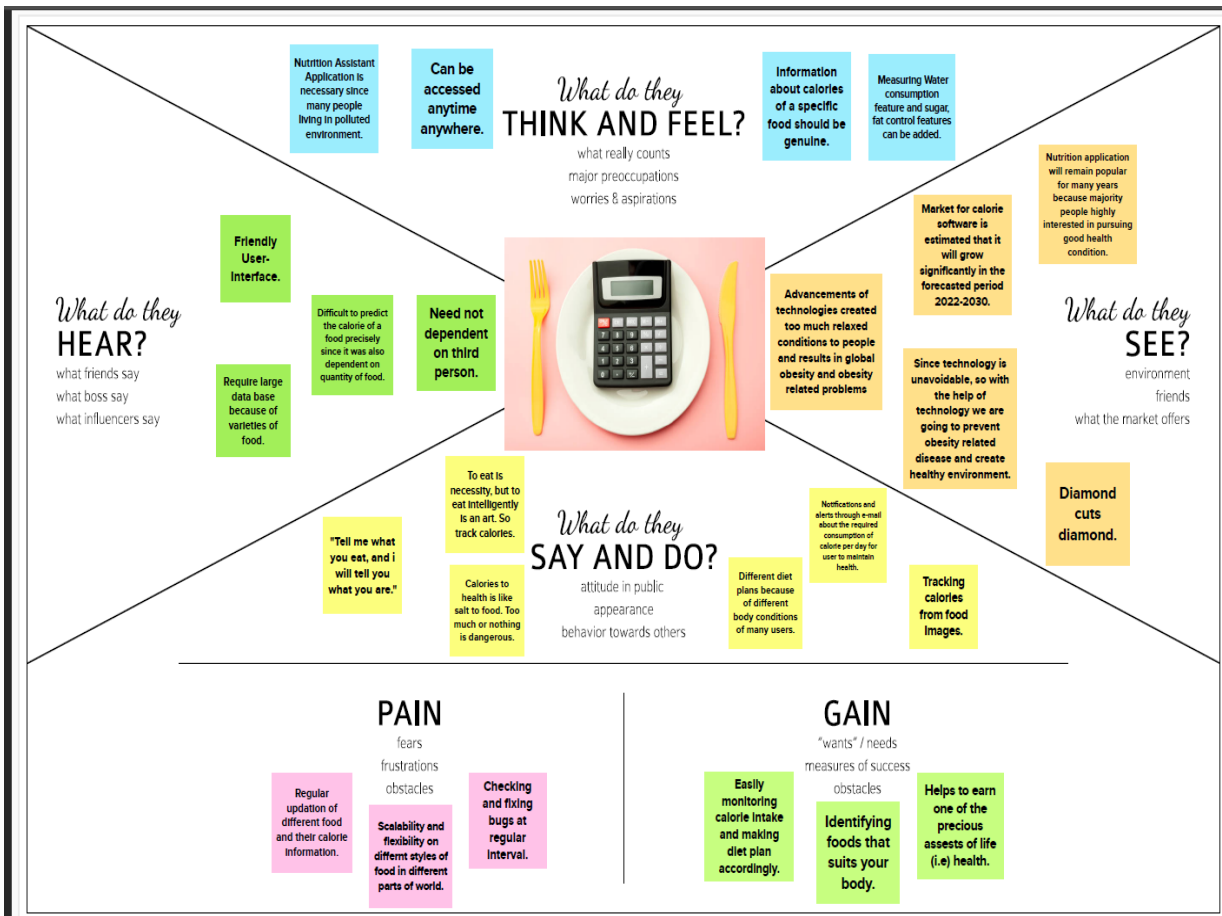 What do they
THINK AND FEEL?
what really counts
major preocupations
worries & aspirations
Nutrition Assistant
Application is
necessary since
many people
living in polluted
environment.
Can be
accessed
anytime
anywhere.
Information
about calories
of a specific
food should be
genuine.
Measuring Water
consumption
feature and sugar,
fat control features
can be added.
What do they
HEAR?
what friends say
what boss say
what influencers say
Friendly
User-
Interface.
Difficult to predict
the calorie of a
food precisely
since it was also
dependent on
quantity of food.
Need not
dependent
on third
person.
Require large
data base
because of
varieties of
food.
What do they
SEE?
environment
friends
what the market offers
Nutrition application
will remain popular
for many years
because majority
people highly
interested in pursuing
good health
condition.
Market for calorie
software is
estimated that it
will grow
significantly in the
forecasted period
2022-2030.
Advancements of
technologies created
too much relaxed
conditions to people
and results in global
obesity and obesity
related problems
Since technology is
unavoidable, so with
the help of
technology we are
going to prevent
obesity related
disease and create
healthy environment.
Diamond
cuts
diamond.
What do they
SAY AND DO?
attitude in public
appearance
behavior towards others
To eat is
necessity, but to
eat intelligently
is an art. So
track calories.
"Tell me what
you eat, and i
will tell you
what you are."
Calories to
health is like
salt to food. Too
much or nothing
is dangerous.
Notifications and
alerts through e-mail
about the required
consumption of
calorie per day for
user to maintain
health.
Different diet
plans because
of different
body conditions
of many users.
Tracking
calories
from food
Images.
PAIN
fears
frustrations
obstacles
Regular
updation of
different food
and their calorie
information.
Scalability and
flexibility on
differnt styles of
food in different
parts of world.
Checking
and fixing
bugs at
regular
interval.
GAIN
"wants" / needs
measures of success
obstacles
Easily
monitoring
calorie intake
and making
diet plan
accordingly.
Identifying
foods that
suits your
body.
Helps to earn
one of the
precious
assests of life
(i.e) health.